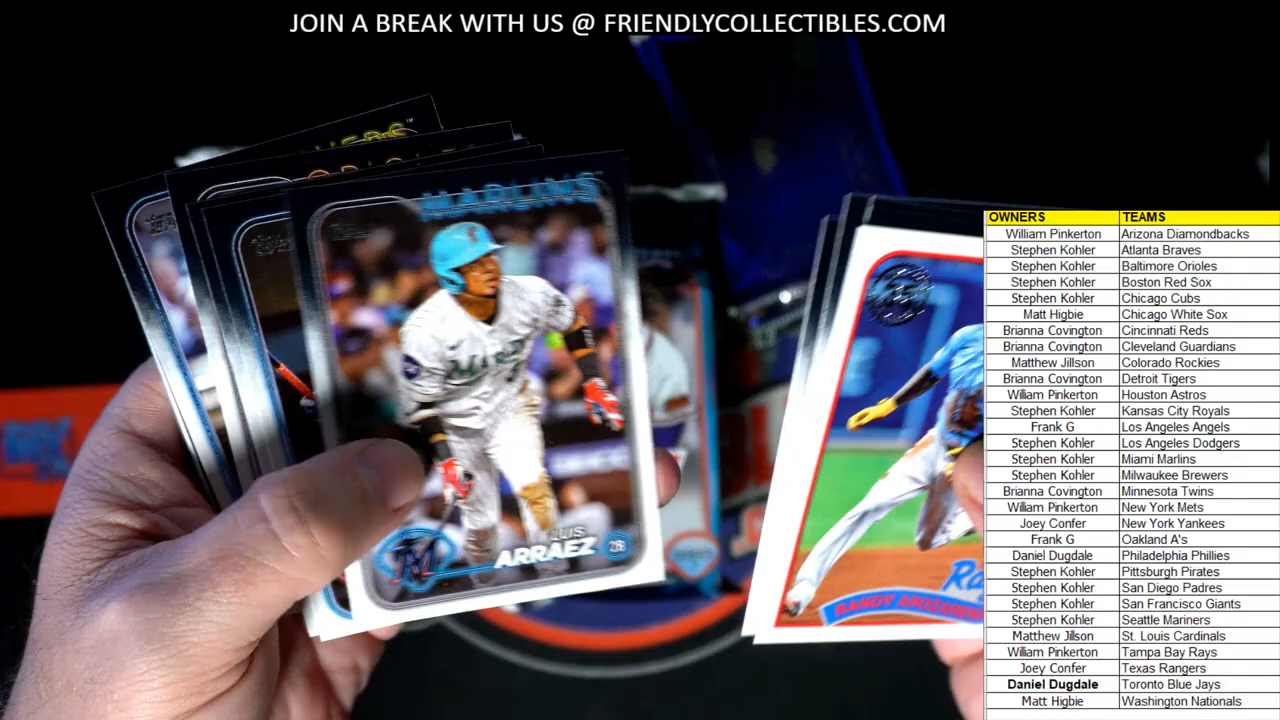 JOIN A BREAK WITH US @ FRIENDLYCOLLECTIBLES.COM
MARLINS
LUIS
ARRAEZ
2B
Ra
RANDY
OWNERS TEAMS
William Pinkerton Arizona Diamondbacks
Stephen Kohler Atlanta Braves
Stephen Kohler Baltimore Orioles
Stephen Kohler Boston Red Sox
Stephen Kohler Chicago Cubs
Matt Higbie Chicago White Sox
Brianna Covington Cincinnati Reds
Brianna Covington Cleveland Guardians
Matthew Jillson Colorado Rockies
Brianna Covington Detroit Tigers
William Pinkerton Houston Astros
Stephen Kohler Kansas City Royals
Frank G Los Angeles Angels
Stephen Kohler Los Angeles Dodgers
Stephen Kohler Miami Marlins
Stephen Kohler Milwaukee Brewers
Brianna Covington Minnesota Twins
William Pinkerton New York Mets
Joey Confer New York Yankees
Frank G Oakland A's
Daniel Dugdale Philadelphia Phillies
Stephen Kohler Pittsburgh Pirates
Stephen Kohler San Diego Padres
Stephen Kohler San Francisco Giants
Stephen Kohler Seattle Mariners
Matthew Jillson St. Louis Cardinals
William Pinkerton Tampa Bay Rays
Joey Confer Texas Rangers
Daniel Dugdale Toronto Blue Jays
Matt Higbie Washington Nationals